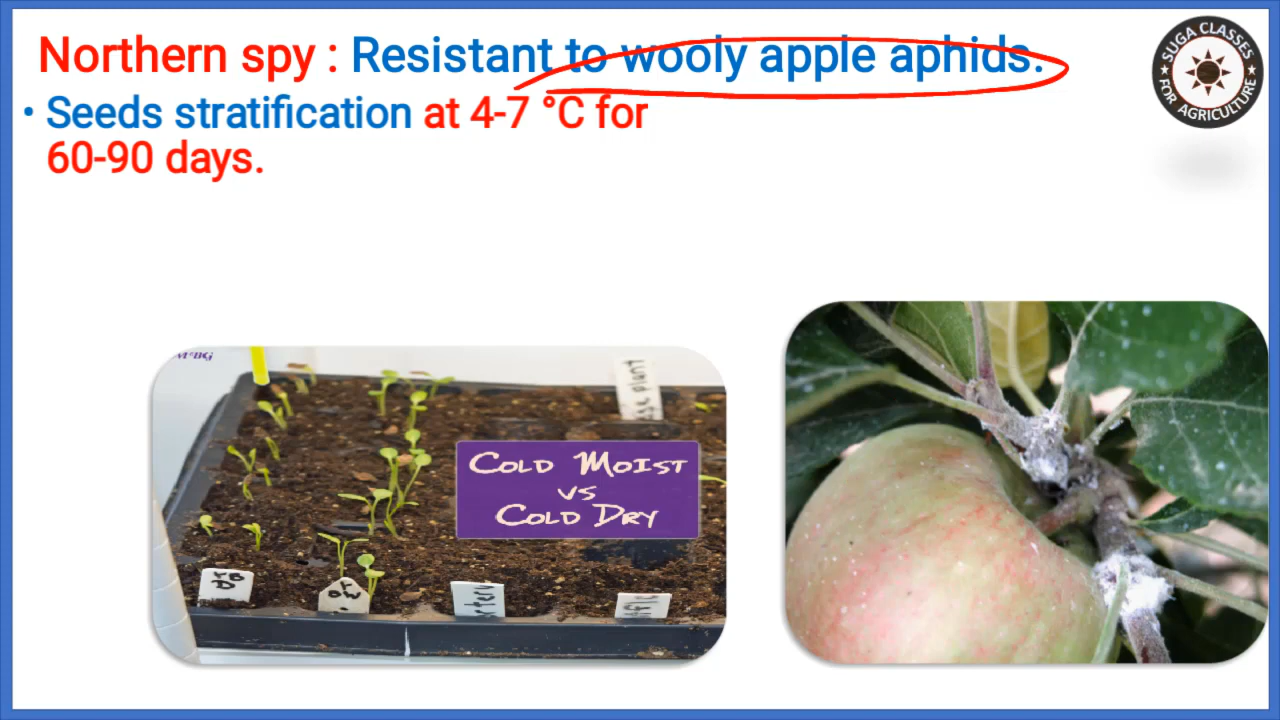 Northern spy : Resistant to wooly apple aphids.
• Seeds stratification at 4-7 °C for
60-90 days.
SUGA CLASSES
FOR AGRICULTURE
COLD MOIST
VS
COLD DRY